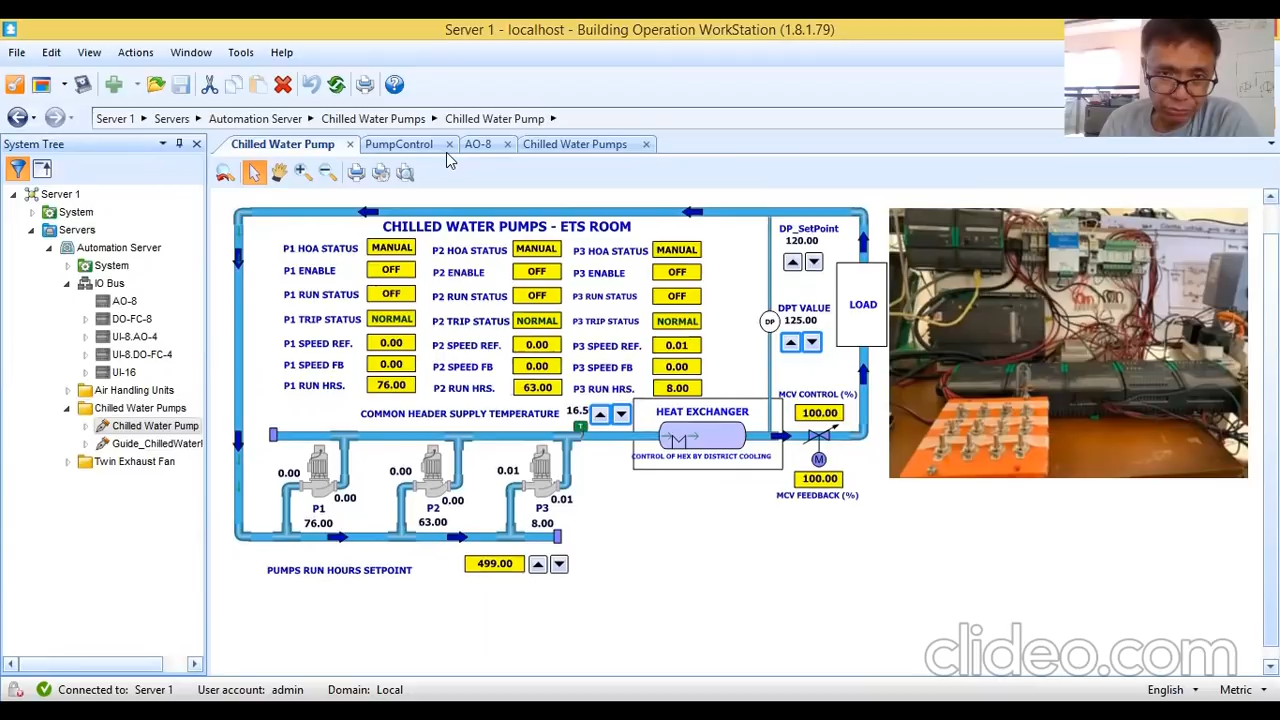 Server 1 - localhost - Building Operation WorkStation (1.8.1.79)
File Edit View Actions Window Tools Help
Server 1 Servers Automation Server Chilled Water Pumps Chilled Water Pump
System Tree
Chilled Water Pump PumpControl AO-8 Chilled Water Pumps
Server 1
System
Servers
Automation Server
System
IO Bus
AO-8
DO-FC-8
UI-8.AO-4
UI-8.DO-FC-4
UI-16
Air Handling Units
Chilled Water Pumps
Chilled Water Pump
Guide_ChilledWaterI
Twin Exhaust Fan
CHILLED WATER PUMPS - ETS ROOM
P1 HOA STATUS MANUAL P2 HOA STATUS MANUAL P3 HOA STATUS MANUAL
P1 ENABLE OFF P2 ENABLE OFF P3 ENABLE OFF
P1 RUN STATUS OFF P2 RUN STATUS OFF P3 RUN STATUS OFF
P1 TRIP STATUS NORMAL P2 TRIP STATUS NORMAL P3 TRIP STATUS NORMAL
P1 SPEED REF. 0.00 P2 SPEED REF. 0.00 P3 SPEED REF. 0.01
P1 SPEED FB 0.00 P2 SPEED FB 0.00 P3 SPEED FB 0.00
P1 RUN HRS. 76.00 P2 RUN HRS. 63.00 P3 RUN HRS. 8.00
DP_SetPoint
120.00
DP
DPT VALUE
125.00
LOAD
COMMON HEADER SUPPLY TEMPERATURE 16.5
T
HEAT EXCHANGER
CONTROL OF HEX BY DISTRICT COOLING
MCV CONTROL (%)
100.00
M
100.00
MCV FEEDBACK (%)
0.00 0.00 0.01
0.00 0.00 0.01
P1 P2 P3
76.00 63.00 8.00
PUMPS RUN HOURS SETPOINT 499.00
clideo.com
Connected to: Server 1 User account: admin Domain: Local English Metric